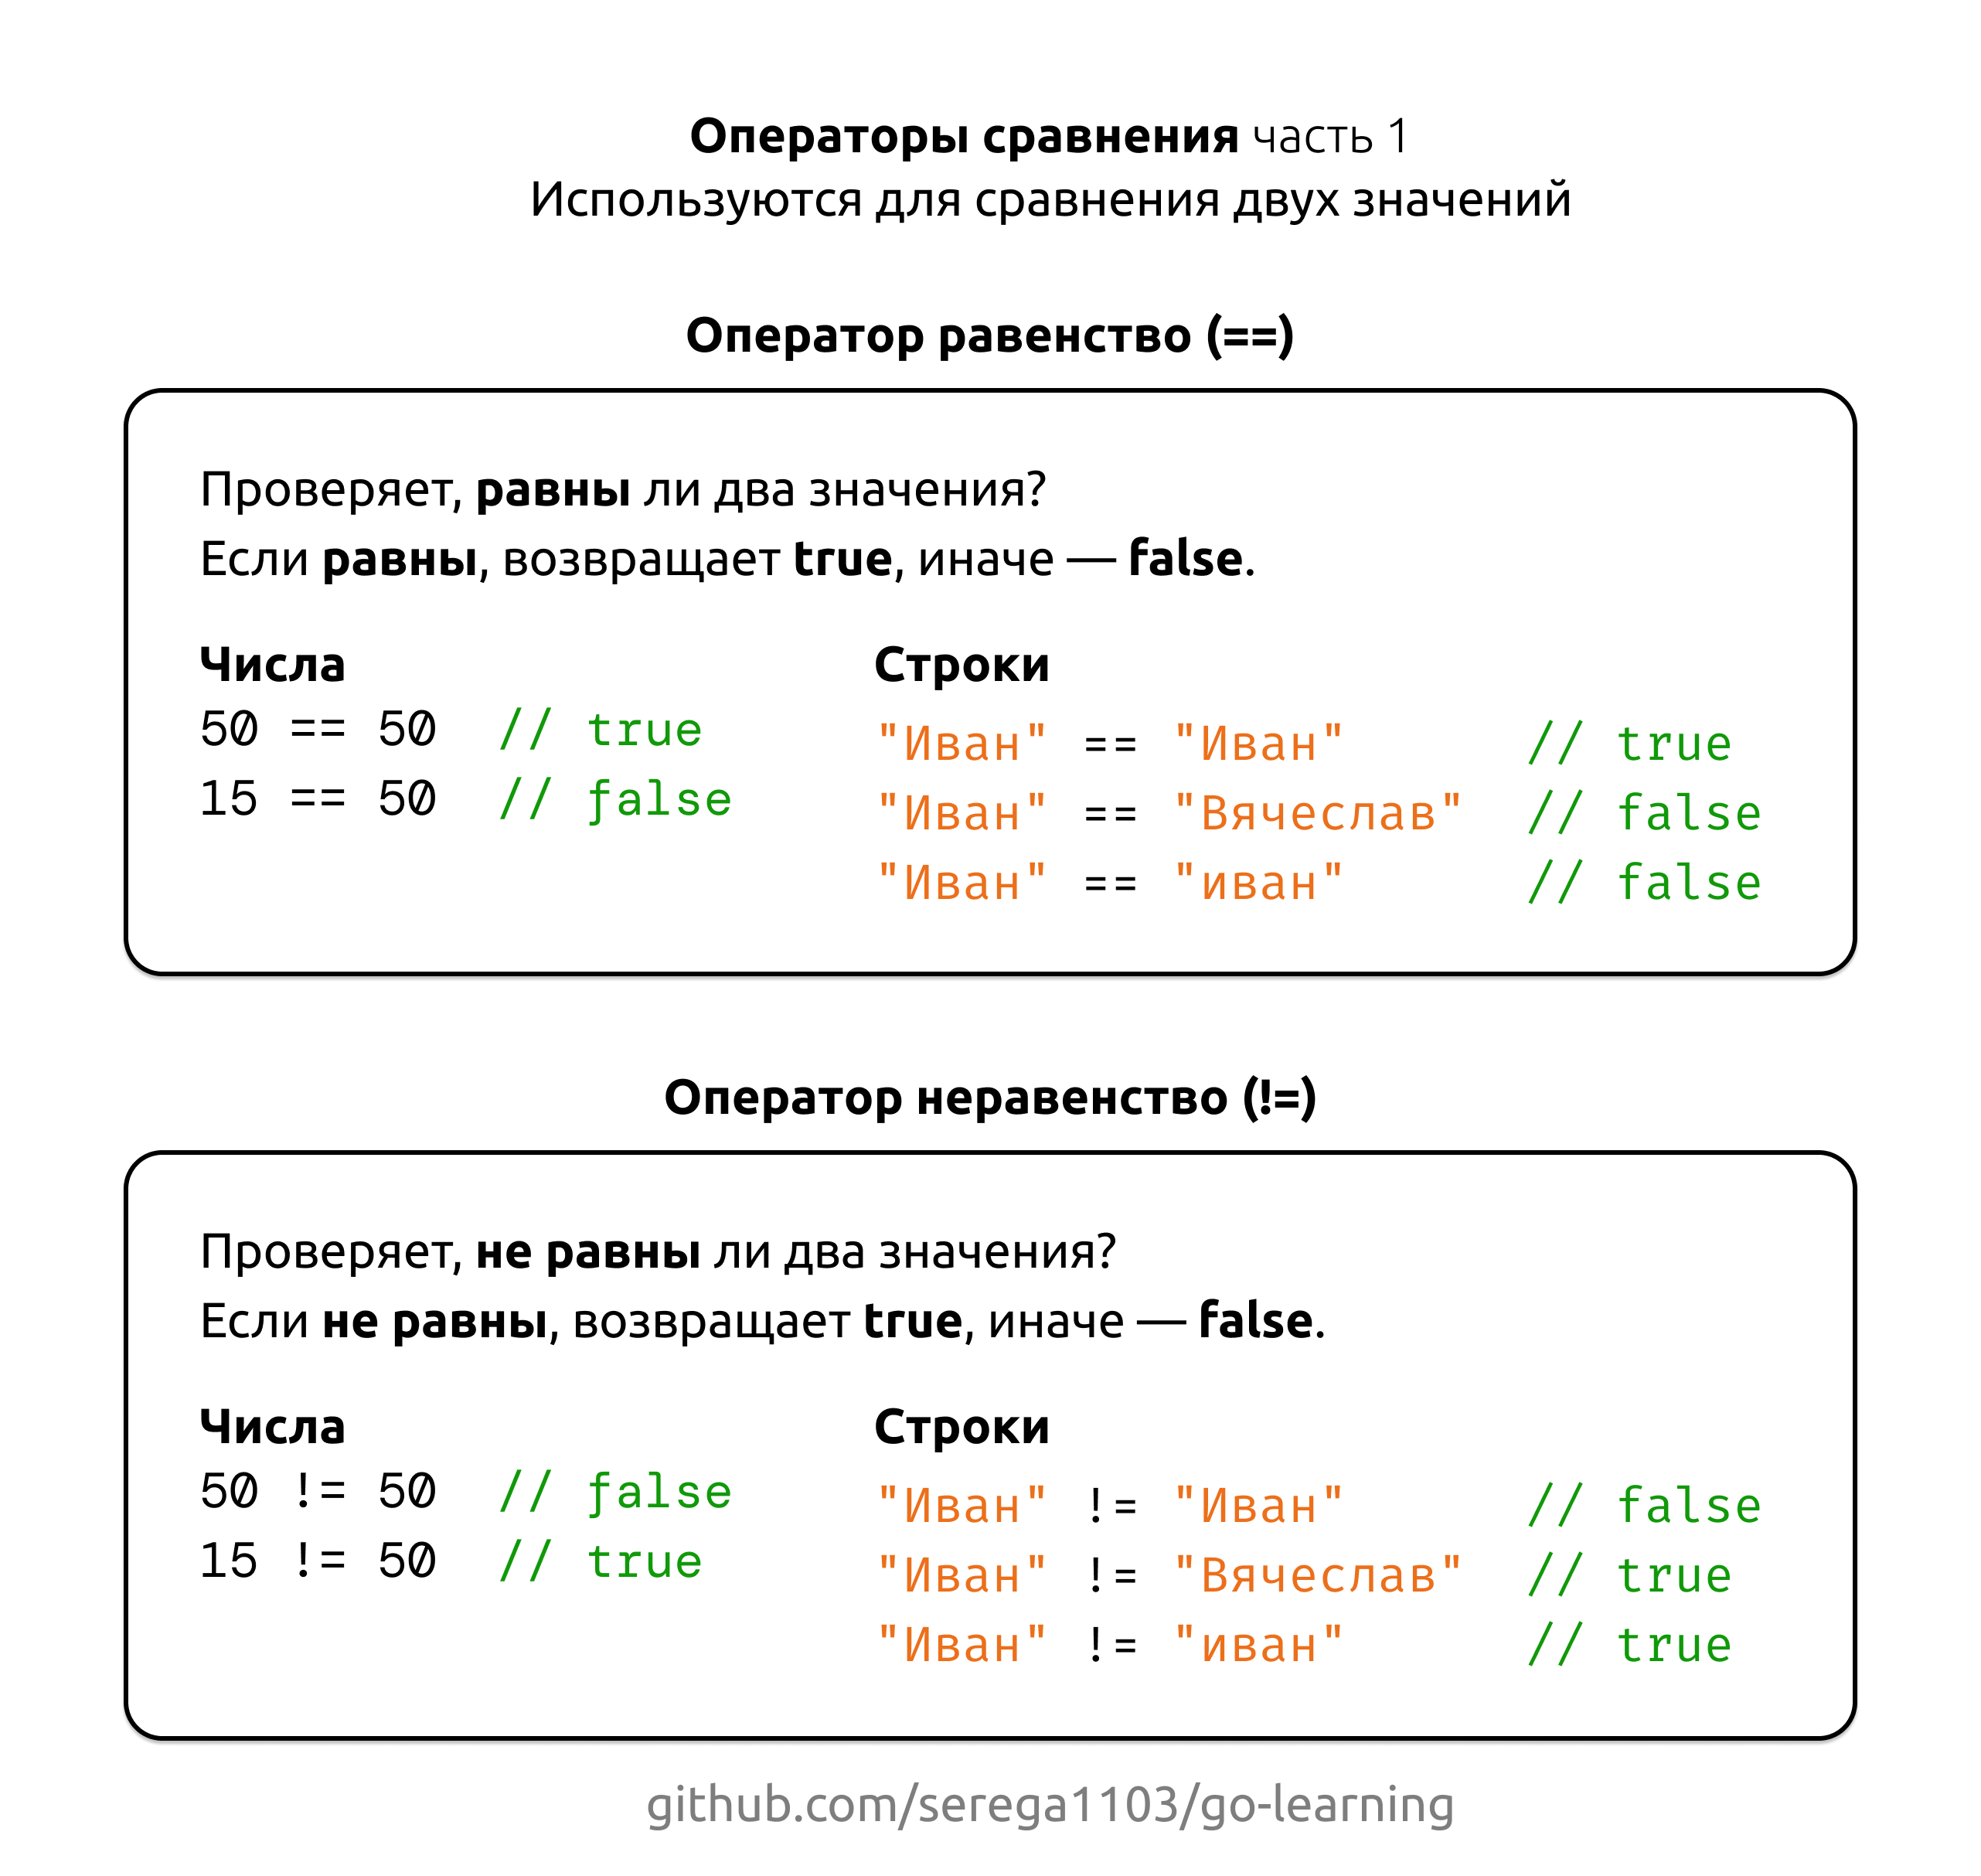 Операторы сравнения часть 1
Используются для сравнения двух значений
Оператор равенство (==)
Проверяет, равны ли два значения?
Если равны, возвращает true, иначе — false.
Числа
50 == 50 // true
15 == 50 // false
Строки
"Иван" == "Иван" // true
"Иван" == "Вячеслав" // false
"Иван" == "иван" // false
Оператор неравенство (!=)
Проверяет, не равны ли два значения?
Если не равны, возвращает true, иначе — false.
Числа
50 != 50 // false
15 != 50 // true
Строки
"Иван" != "Иван" // false
"Иван" != "Вячеслав" // true
"Иван" != "иван" // true
github.com/serega1103/go-learning